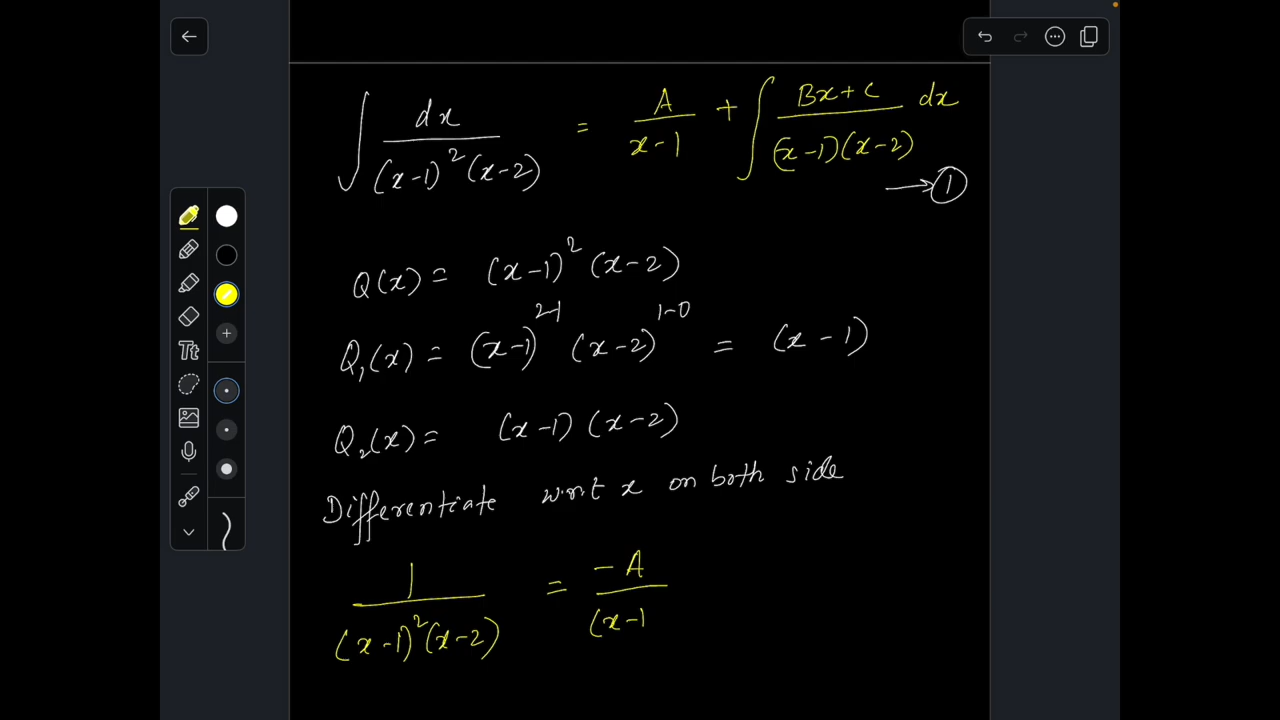 ∫ dx / (x-1)² (x-2) = A / x-1 + ∫ Bx+C / (x-1)(x-2) dx
→ ①
Q(x) = (x-1)² (x-2)
Q₁(x) = (x-1)²⁻¹ (x-2)¹⁻⁰ = (x-1)
Q₂(x) = (x-1) (x-2)
Differentiate w.r.t x on both side
1 / (x-1)² (x-2) = -A / (x-1
Tt